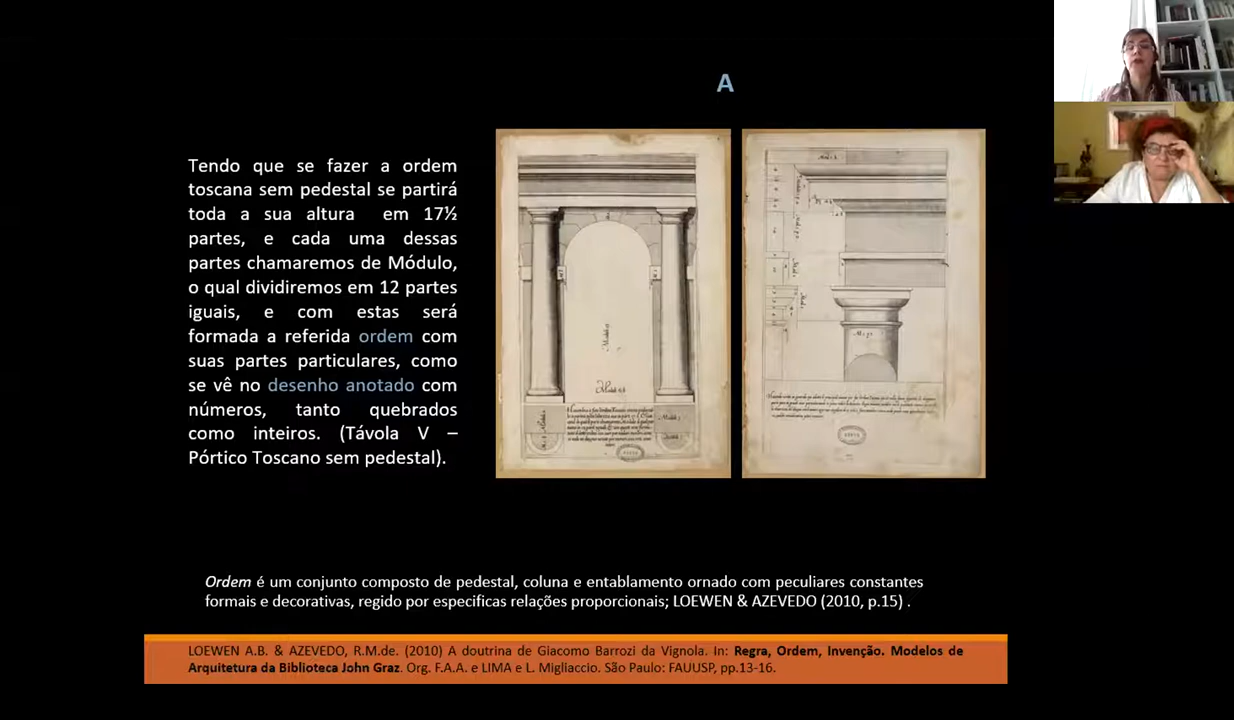 A
Tendo que se fazer a ordem
toscana sem pedestal se partirá
toda a sua altura em 17½
partes, e cada uma dessas
partes chamaremos de Módulo,
o qual dividiremos em 12 partes
iguais, e com estas será
formada a referida ordem com
suas partes particulares, como
se vê no desenho anotado com
números, tanto quebrados
como inteiros. (Távola V –
Pórtico Toscano sem pedestal).
Ordem é um conjunto composto de pedestal, coluna e entablamento ornado com peculiares constantes
formais e decorativas, regido por especificas relações proporcionais; LOEWEN & AZEVEDO (2010, p.15) .
LOEWEN A.B. & AZEVEDO, R.M.de. (2010) A doutrina de Giacomo Barrozi da Vignola. In: Regra, Ordem, Invenção. Modelos de
Arquitetura da Biblioteca John Graz. Org. F.A.A. e LIMA e L. Migliaccio. São Paulo: FAUUSP, pp.13-16.